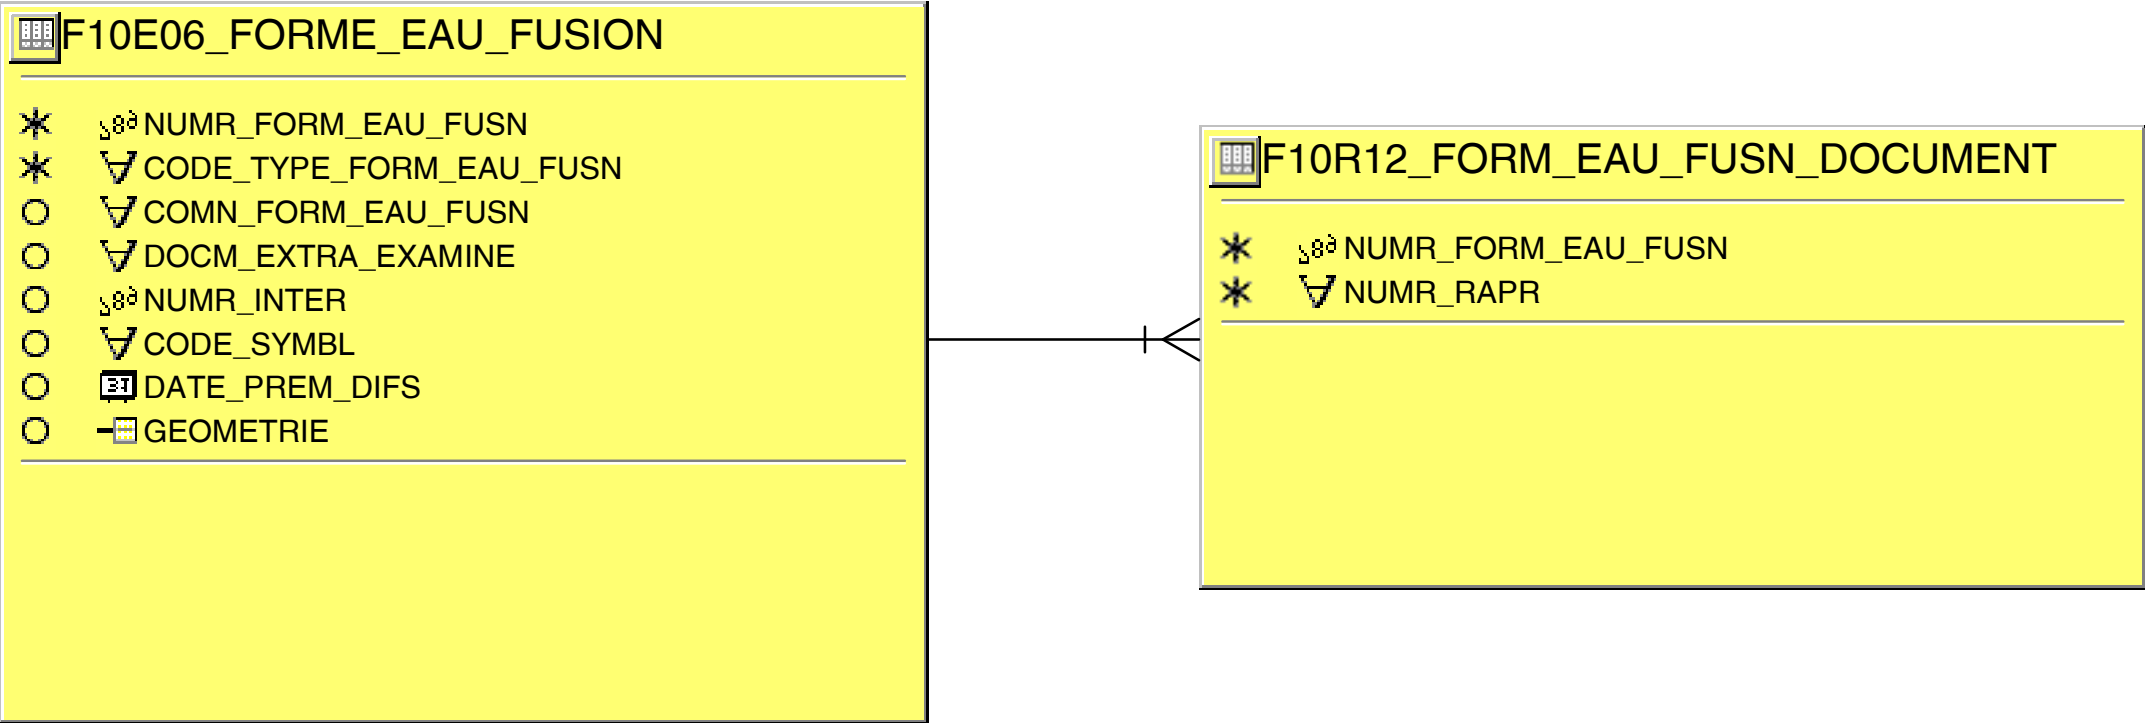 F10E06_FORME_EAU_FUSION
NUMR_FORM_EAU_FUSN
CODE_TYPE_FORM_EAU_FUSN
COMN_FORM_EAU_FUSN
DOCM_EXTRA_EXAMINE
NUMR_INTER
CODE_SYMBL
DATE_PREM_DIFS
GEOMETRIE
F10R12_FORM_EAU_FUSN_DOCUMENT
NUMR_FORM_EAU_FUSN
NUMR_RAPR